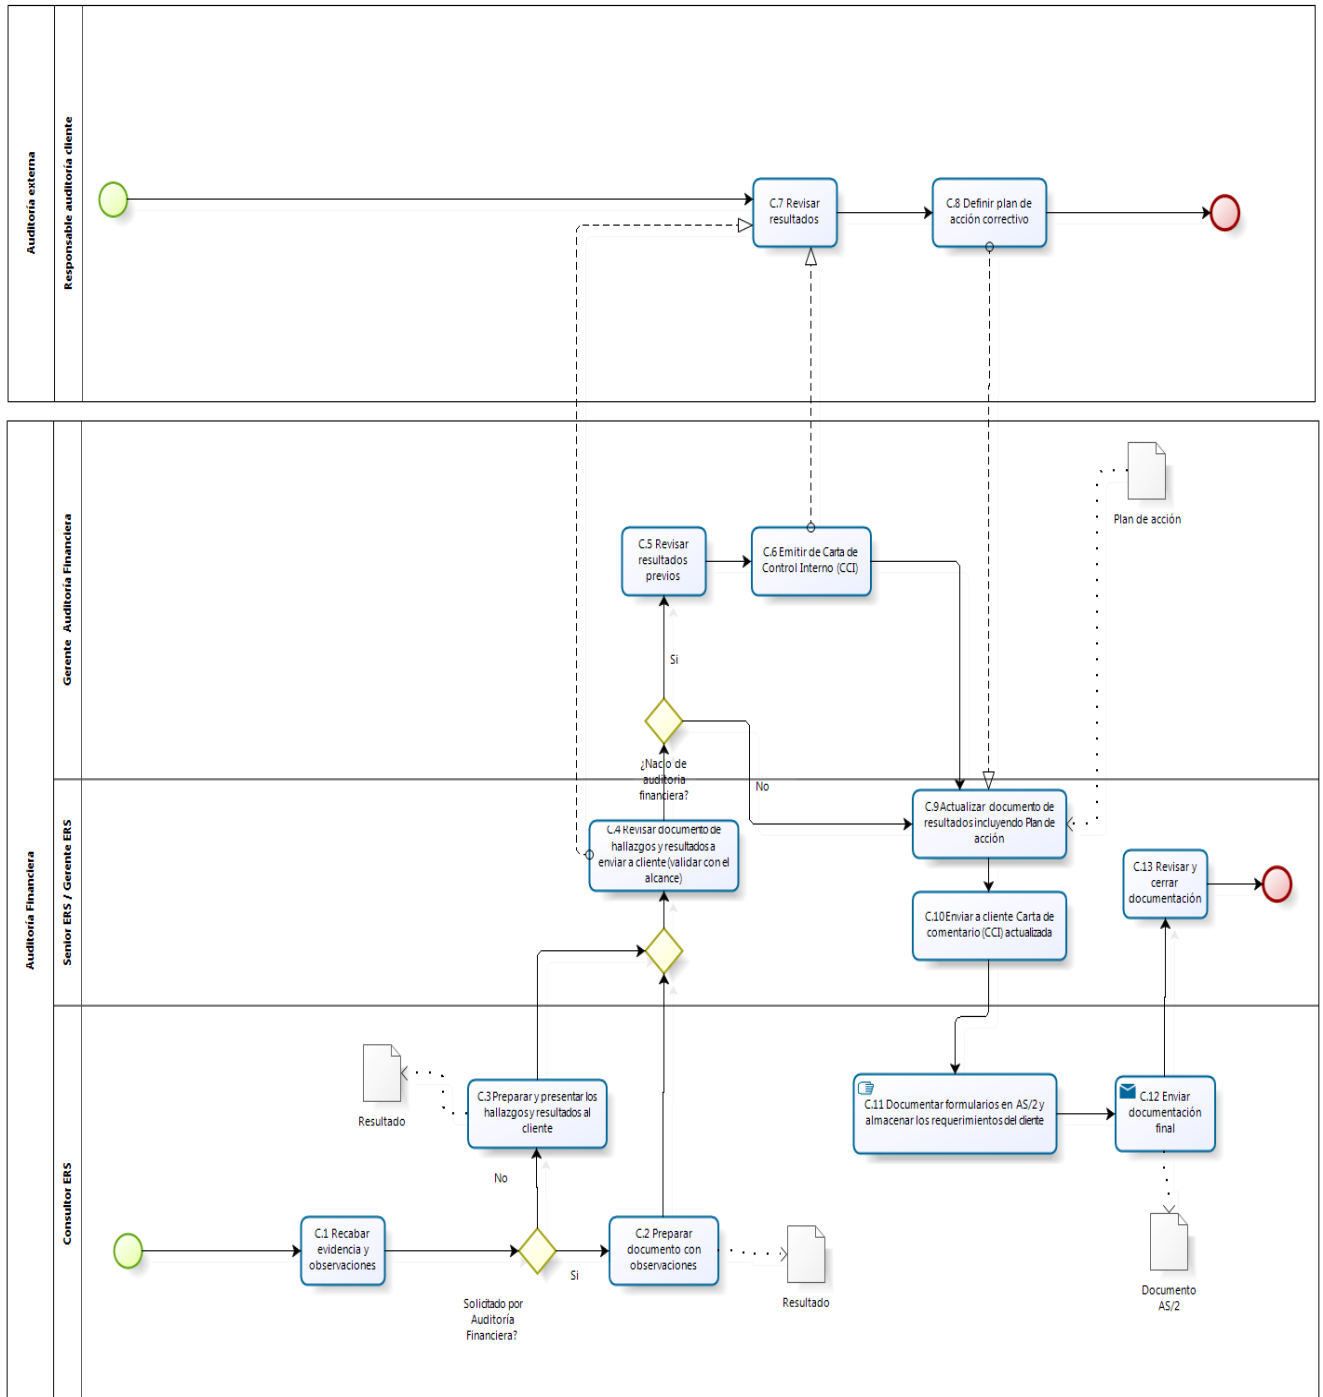 Auditoría externa
Responsable auditoría cliente
C.7 Revisar
resultados
C.8 Definir plan de
acción correctivo
Auditoría Financiera
Gerente Auditoría Financiera
Plan de acción
C.5 Revisar
resultados
previos
C.6 Emitir de Carta de
Control Interno (CCI)
Si
¿Nacio de
auditoria
financiera?
No
Senior ERS / Gerente ERS
C.4 Revisar documento de
hallazgos y resultados a
enviar a cliente (validar con el
alcance)
C.9 Actualizar documento de
resultados incluyendo Plan de
acción
C.10 Enviar a cliente Carta de
comentario (CCI) actualizada
C.13 Revisar y
cerrar
documentación
Consultor ERS
Resultado
C.3 Preparar y presentar los
hallazgos y resultados al
cliente
No
C.11 Documentar formularios en AS/2 y
almacenar los requerimientos del cliente
C.12 Enviar
documentación
final
C.1 Recabar
evidencia y
observaciones
Solicitado por
Auditoría
Financiera?
Si
C.2 Preparar
documento con
observaciones
Resultado
Documento
AS/2